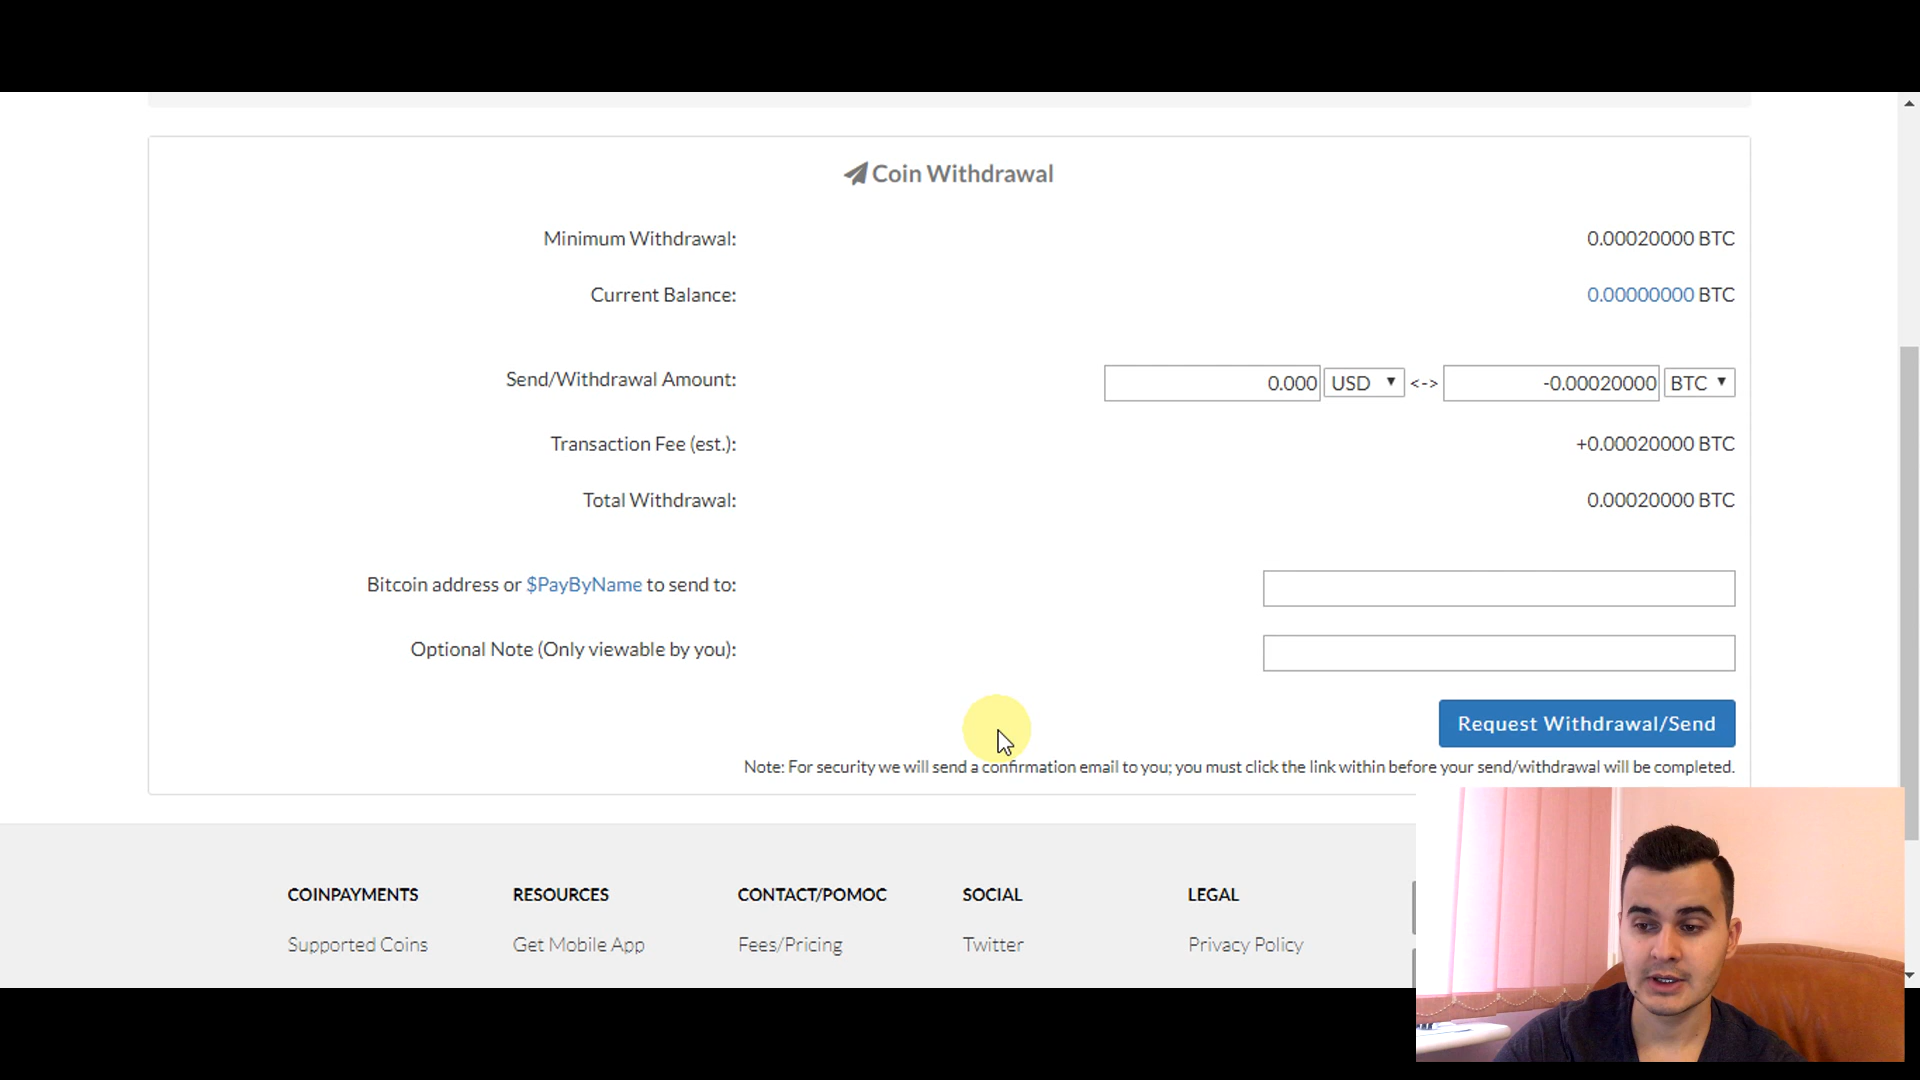 Coin Withdrawal
Minimum Withdrawal: 0.00020000 BTC
Current Balance: 0.00000000 BTC
Send/Withdrawal Amount: 0.000 USD <-> -0.00020000 BTC
Transaction Fee (est.): +0.00020000 BTC
Total Withdrawal: 0.00020000 BTC
Bitcoin address or $PayByName to send to:
Optional Note (Only viewable by you):
Request Withdrawal/Send
Note: For security we will send a confirmation email to you; you must click the link within before your send/withdrawal will be completed.
COINPAYMENTS RESOURCES CONTACT/POMOC SOCIAL LEGAL
Supported Coins Get Mobile App Fees/Pricing Twitter Privacy Policy